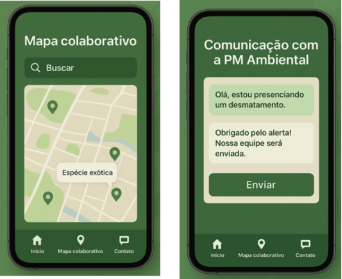 Mapa colaborativo
Buscar
Espécie exótica
Início
Mapa colaborativo
Contato
Comunicação com
a PM Ambiental
Olá, estou presenciando
um desmatamento.
Obrigado pelo alerta!
Nossa equipe será
enviada.
Enviar
Início
Mapa colaborativo
Contato